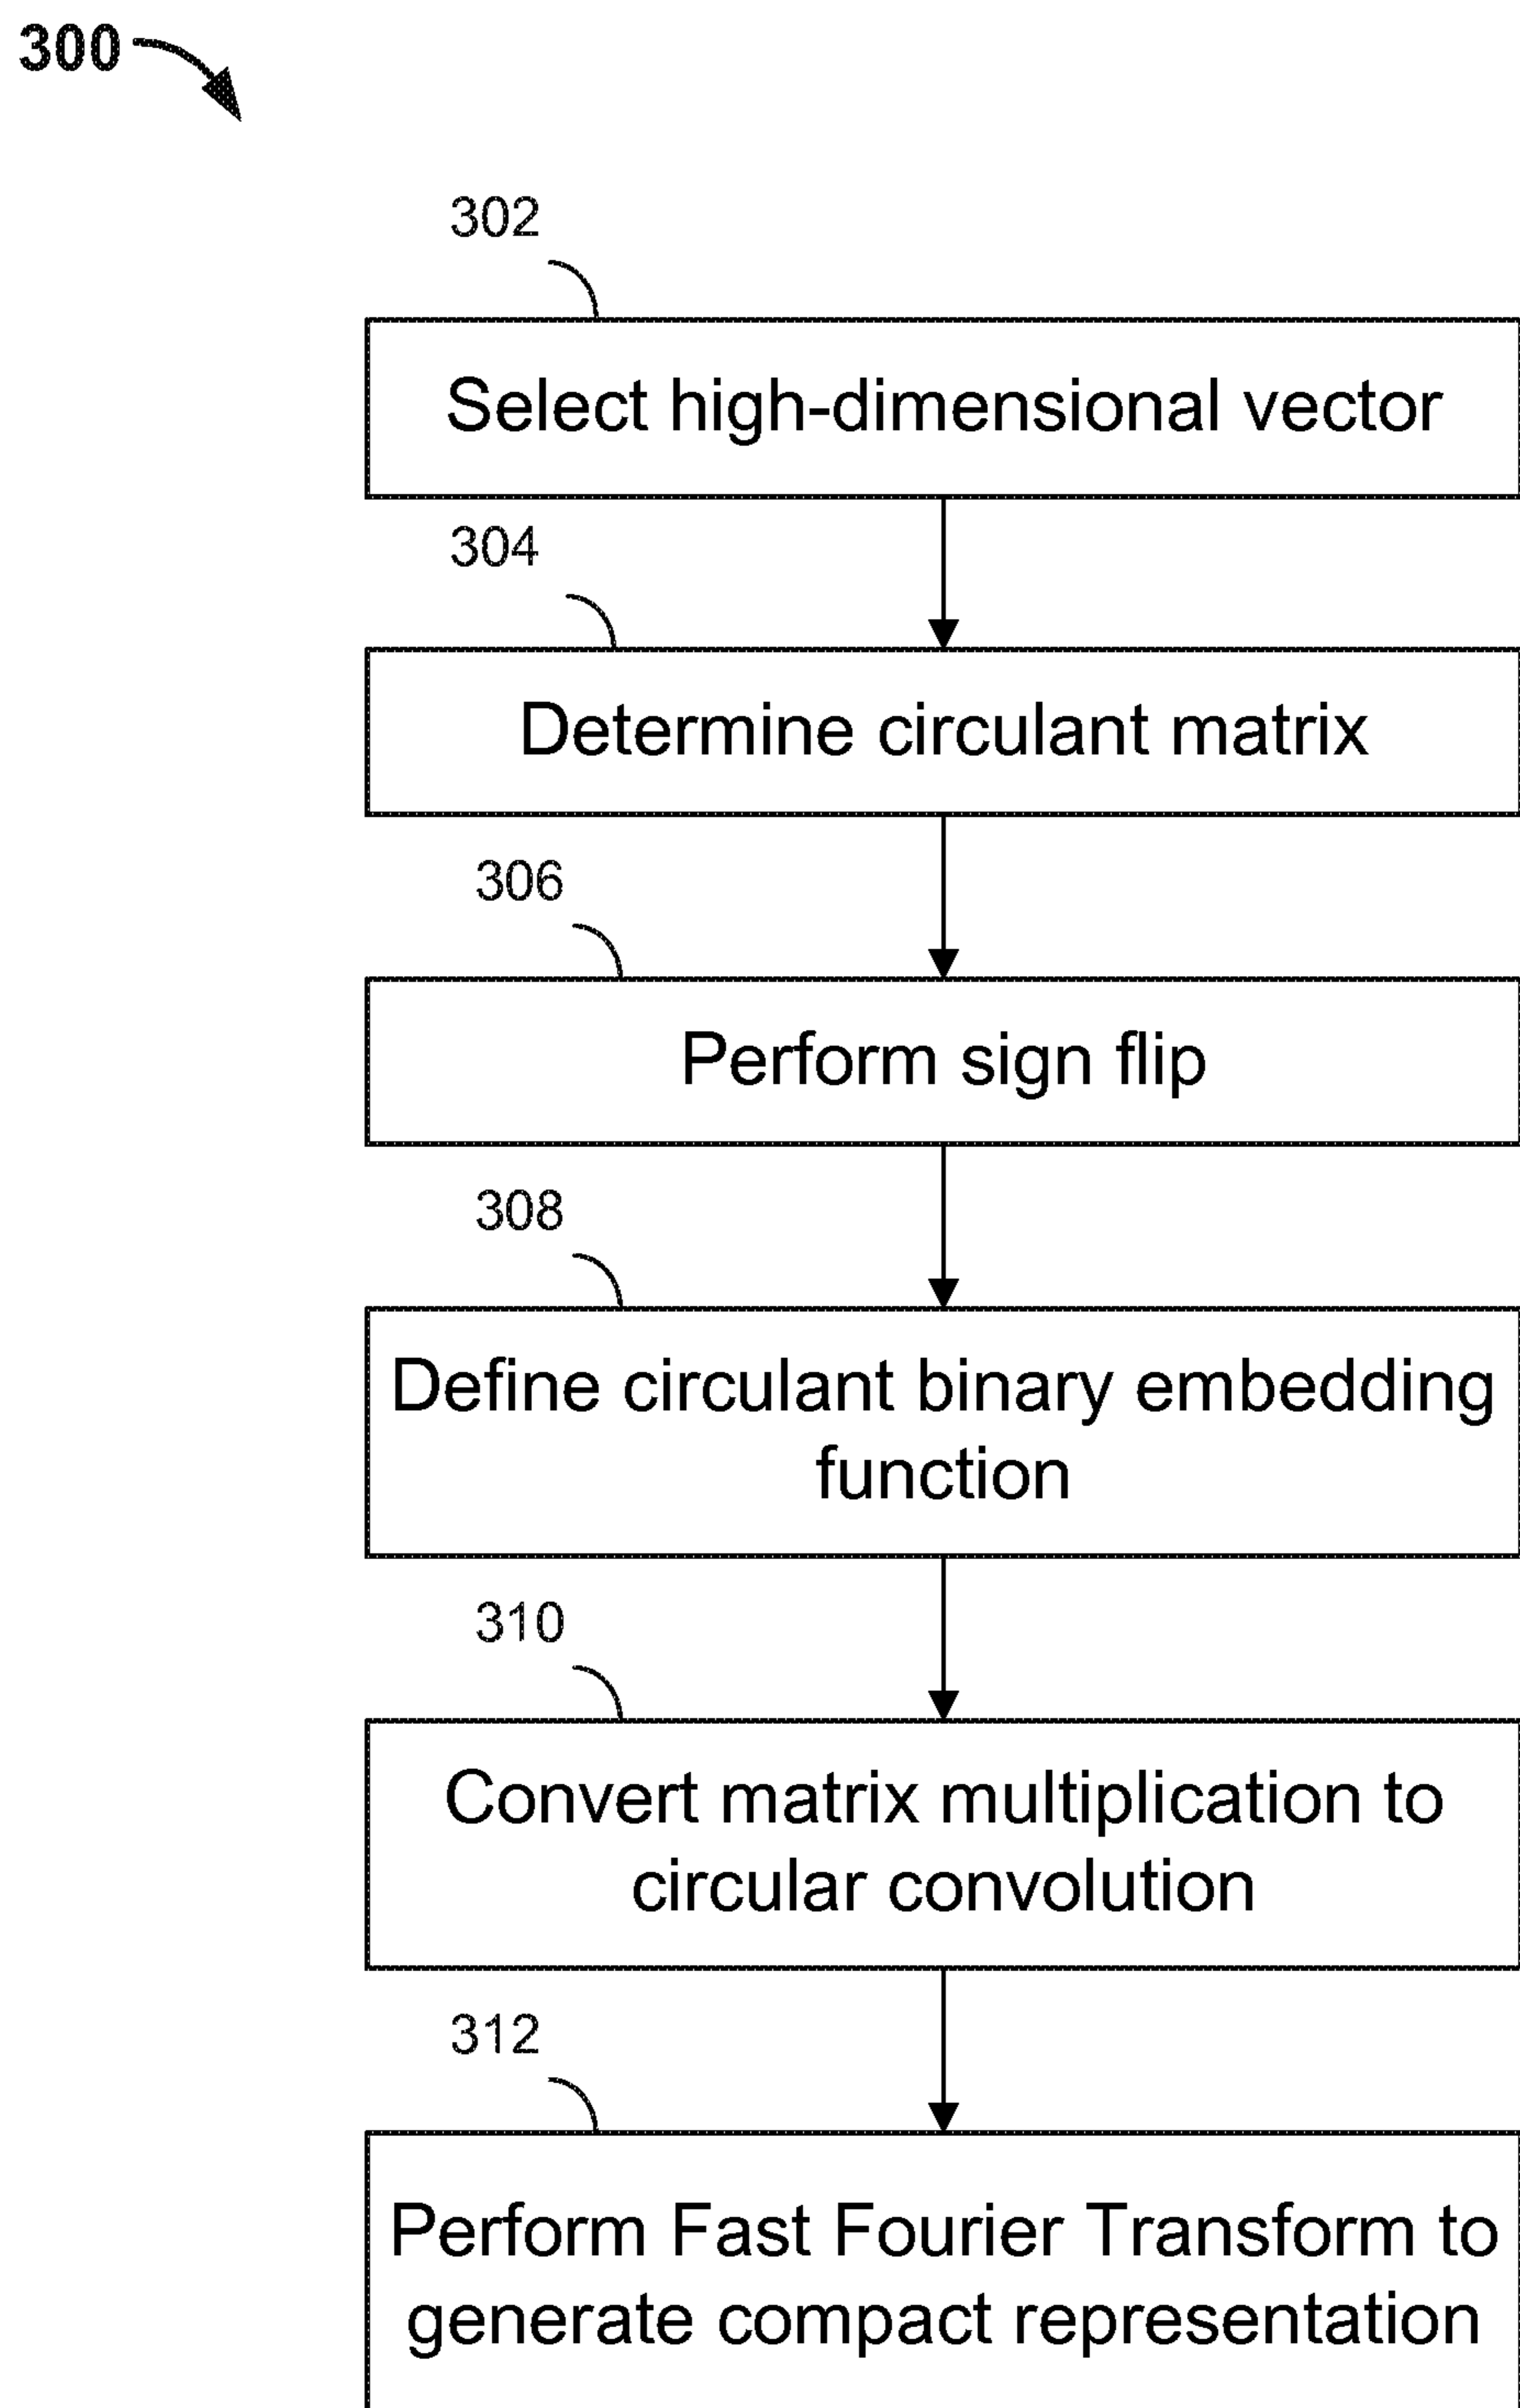 300
302
Select high-dimensional vector
304
Determine circulant matrix
306
Perform sign flip
308
Define circulant binary embedding
function
310
Convert matrix multiplication to
circular convolution
312
Perform Fast Fourier Transform to
generate compact representation